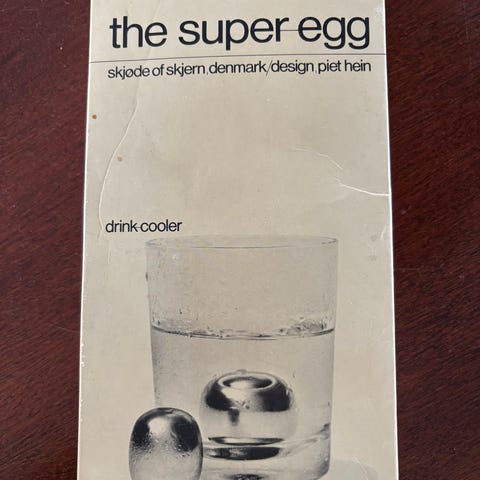 the super-egg
skjøde of skjern, denmark/design, piet hein
drink-cooler